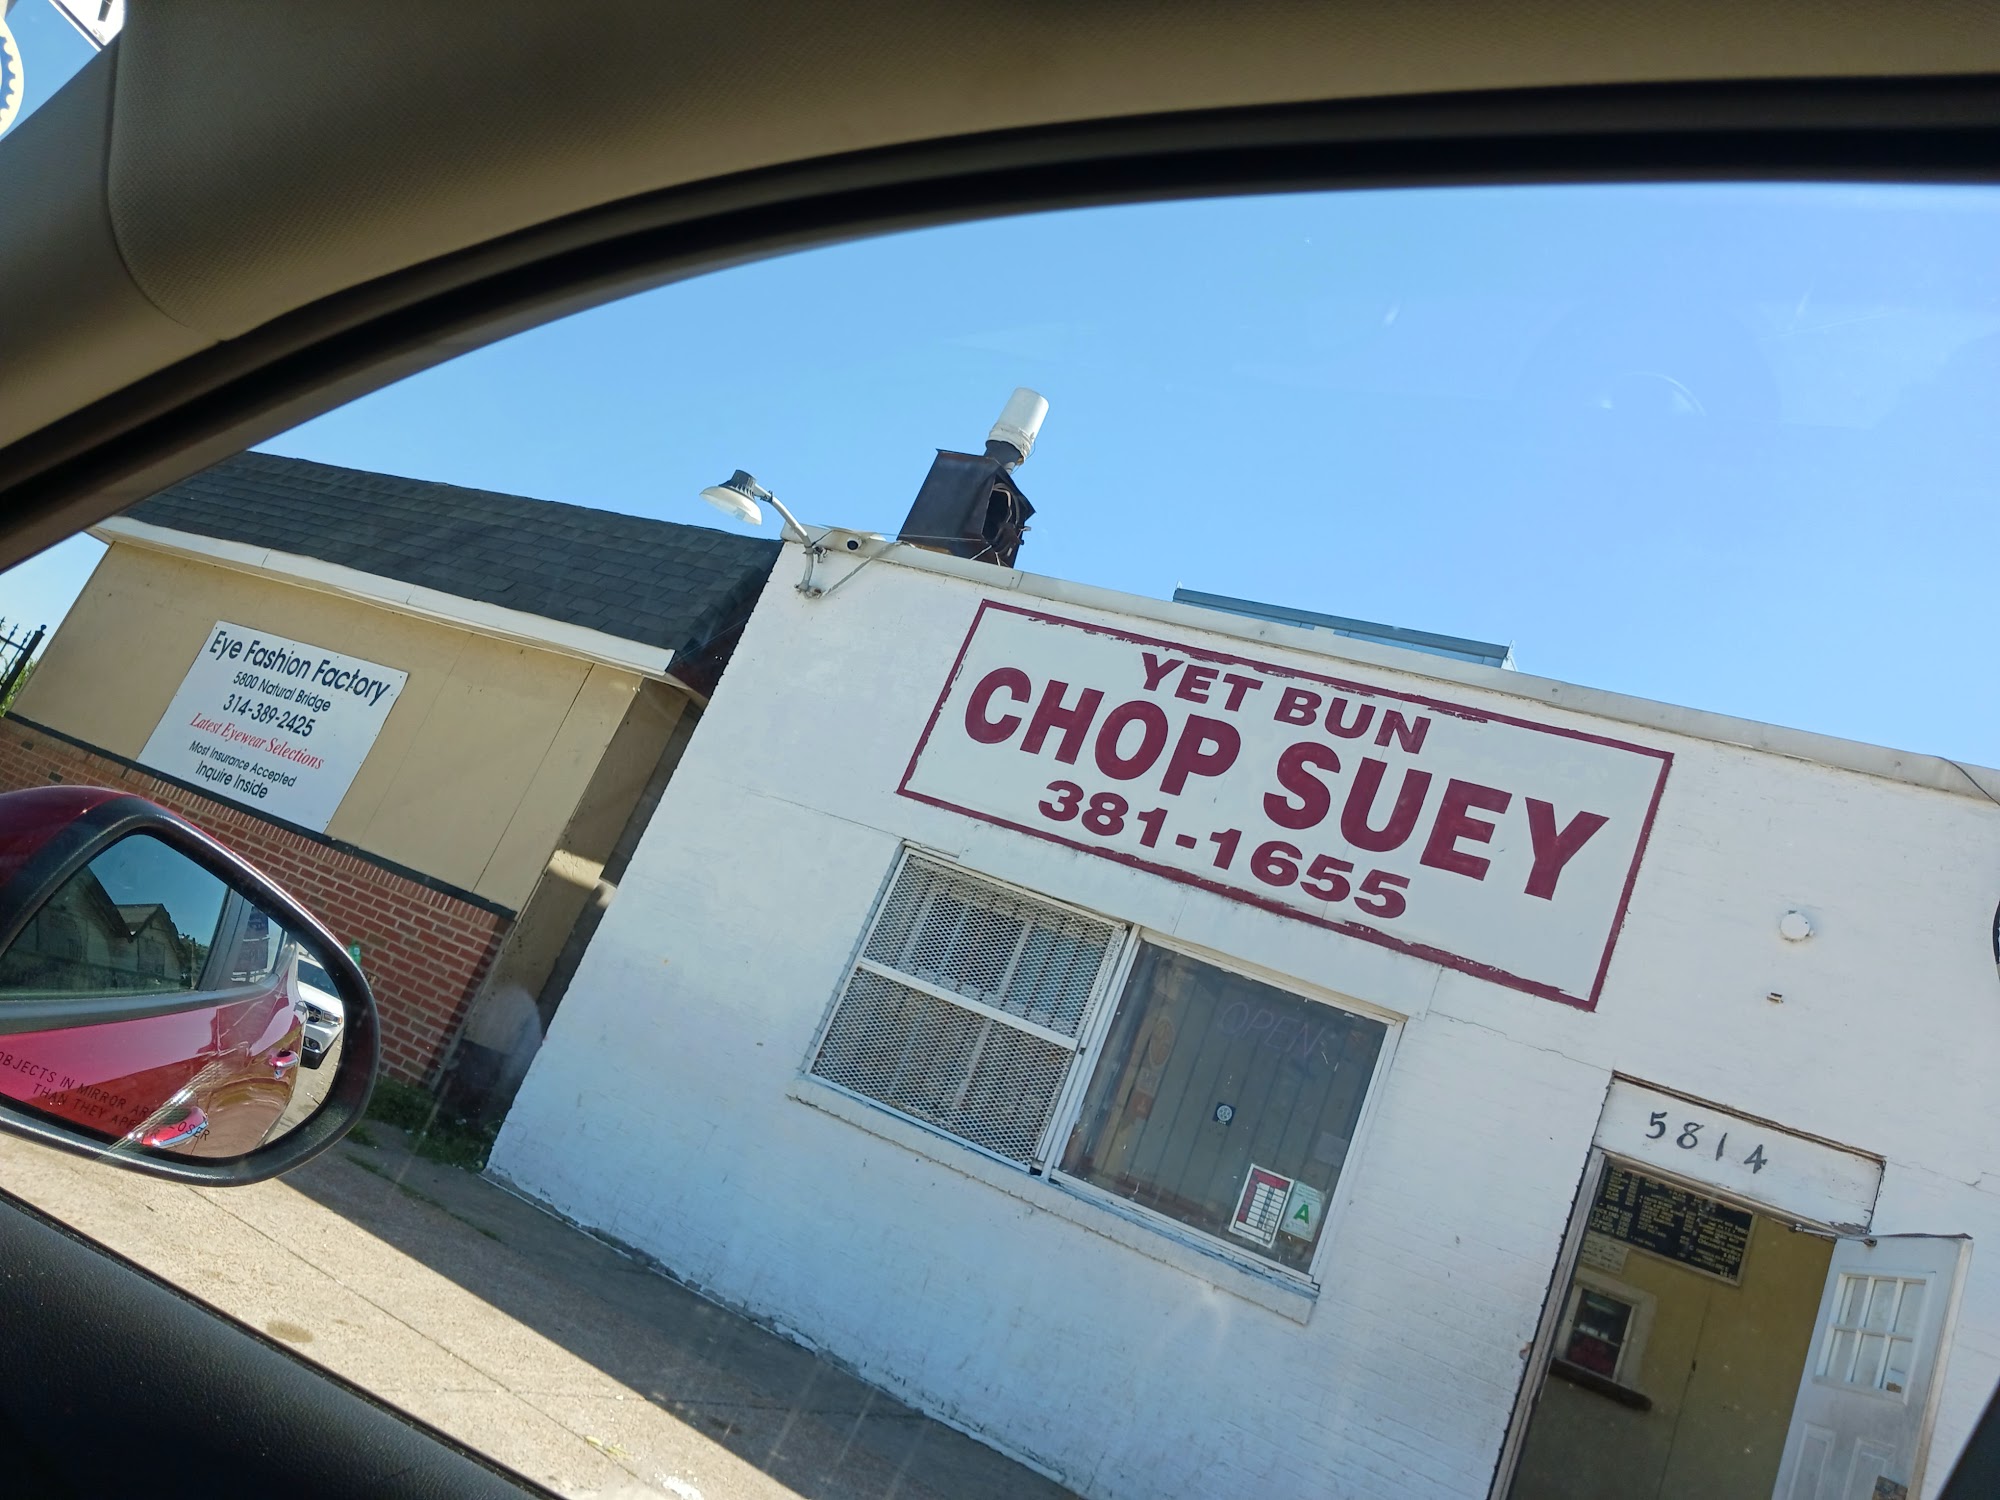 Eye Fashion Factory
5800 Natural Bridge
314-389-2425
Latest Eyewear Selections
Most Insurance Accepted
Inquire Inside
YET BUN
CHOP SUEY
381-1655
OPEN
A
5814
OBJECTS IN MIRROR ARE CLOSER
THAN THEY APPEAR